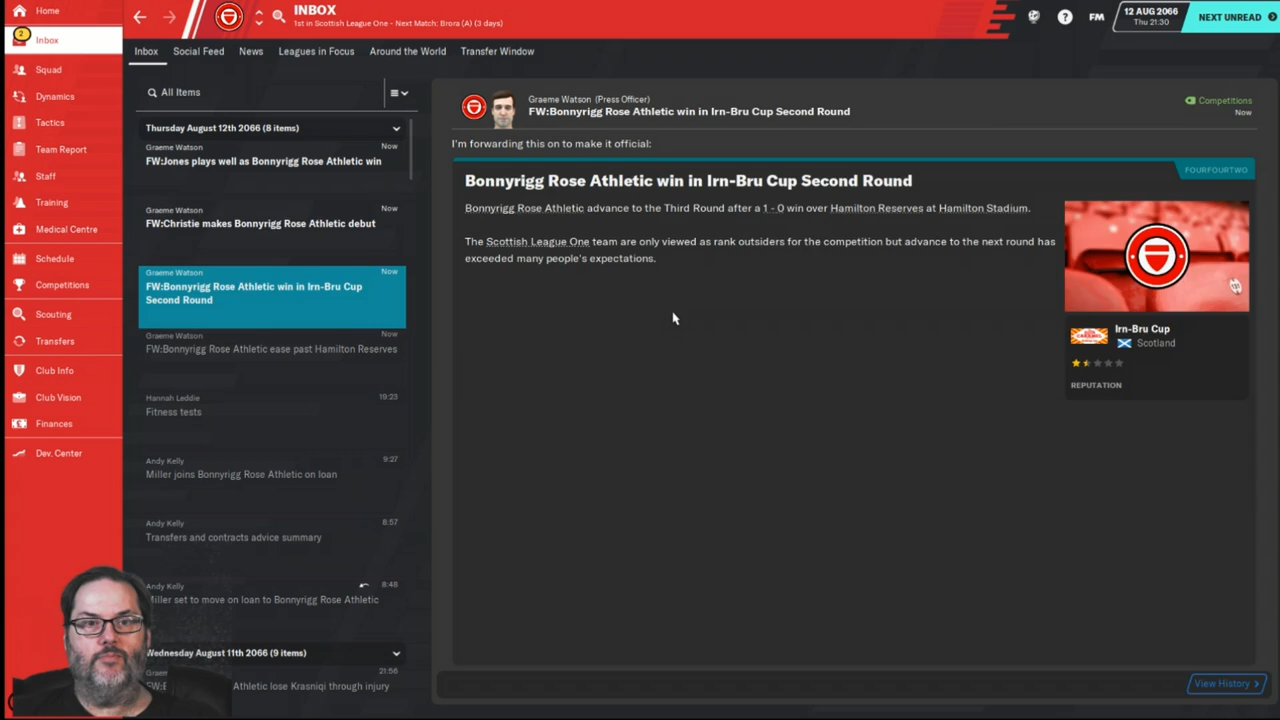 Home
INBOX
1st in Scottish League One - Next Match: Brora (A) (3 days)
FM
12 AUG 2066
Thu 21:30
NEXT UNREAD
2
Inbox
Squad
Dynamics
Tactics
Team Report
Staff
Training
Medical Centre
Schedule
Competitions
Scouting
Transfers
Club Info
Club Vision
Finances
Dev. Center
Inbox
Social Feed
News
Leagues in Focus
Around the World
Transfer Window
All Items
Thursday August 12th 2066 (8 items)
Graeme Watson
Now
FW:Jones plays well as Bonnyrigg Rose Athletic win
Graeme Watson
Now
FW:Christie makes Bonnyrigg Rose Athletic debut
Graeme Watson
Now
FW:Bonnyrigg Rose Athletic win in Irn-Bru Cup
Second Round
Graeme Watson
Now
FW:Bonnyrigg Rose Athletic ease past Hamilton Reserves
Hannah Leddie
19:23
Fitness tests
Andy Kelly
9:27
Miller joins Bonnyrigg Rose Athletic on loan
Andy Kelly
8:57
Transfers and contracts advice summary
Andy Kelly
8:48
Miller set to move on loan to Bonnyrigg Rose Athletic
Wednesday August 11th 2066 (9 items)
Graem
21:56
FW:E
Athletic lose Krasniqi through injury
Graeme Watson (Press Officer)
FW:Bonnyrigg Rose Athletic win in Irn-Bru Cup Second Round
Competitions
Now
I'm forwarding this on to make it official:
FOURFOURTWO
Bonnyrigg Rose Athletic win in Irn-Bru Cup Second Round
Bonnyrigg Rose Athletic advance to the Third Round after a 1 - 0 win over Hamilton Reserves at Hamilton Stadium.
The Scottish League One team are only viewed as rank outsiders for the competition but advance to the next round has
exceeded many people's expectations.
Irn-Bru Cup
Scotland
REPUTATION
View History